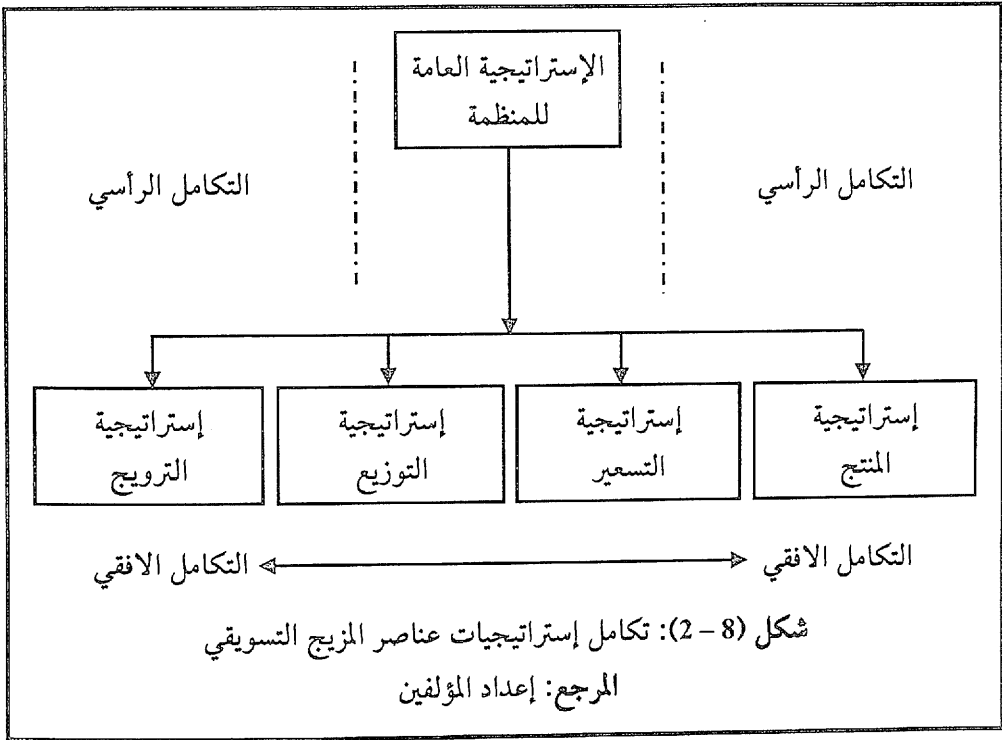 الإستراتيجية العامة
للمنظمة
التكامل الرأسي
التكامل الرأسي
إستراتيجية
المنتج
إستراتيجية
التسعير
إستراتيجية
التوزيع
إستراتيجية
الترويج
التكامل الافقي
التكامل الافقي
شكل (8 – 2): تكامل إستراتيجيات عناصر المزيج التسويقي
المرجع: إعداد المؤلفين